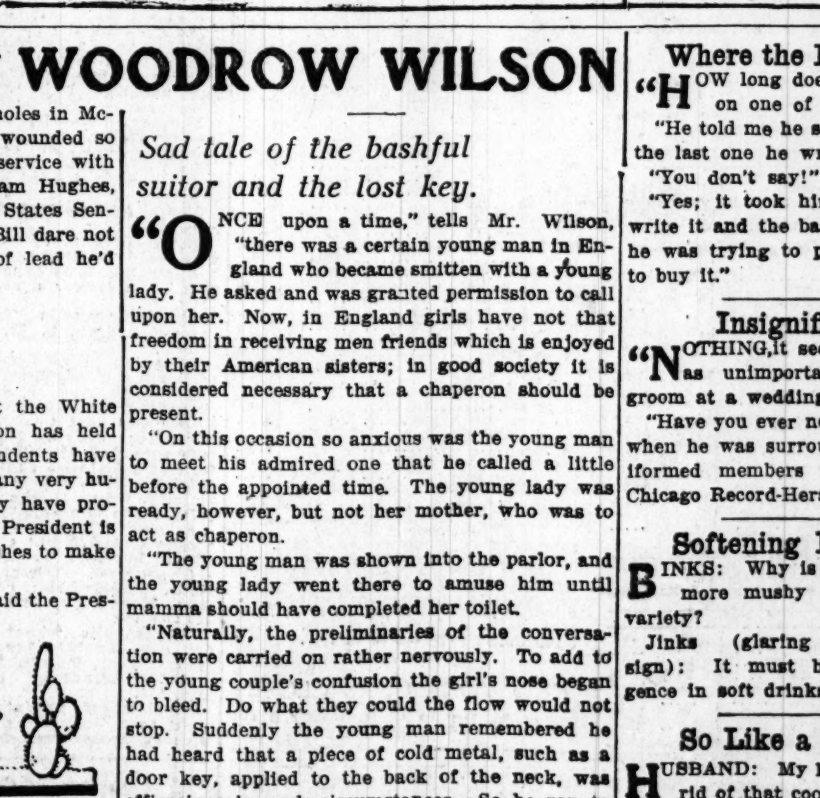 WOODROW WILSON
holes in Mc-
wounded so
service with
am Hughes,
States Sen-
Bill dare not
of lead he'd
the White
on has held
dents have
any very hu-
y have pro-
President is
hes to make
aid the Pres-
Sad tale of the bashful
suitor and the lost key.
"ONCE upon a time," tells Mr. Wilson,
"there was a certain young man in En-
gland who became smitten with a young
lady. He asked and was granted permission to call
upon her. Now, in England girls have not that
freedom in receiving men friends which is enjoyed
by their American sisters; in good society it is
considered necessary that a chaperon should be
present.
"On this occasion so anxious was the young man
to meet his admired one that he called a little
before the appointed time. The young lady was
ready, however, but not her mother, who was to
act as chaperon.
"The young man was shown into the parlor, and
the young lady went there to amuse him until
mamma should have completed her toilet.
"Naturally, the preliminaries of the conversa-
tion were carried on rather nervously. To add to
the young couple's confusion the girl's nose began
to bleed. Do what they could the flow would not
stop. Suddenly the young man remembered he
had heard that a piece of cold metal, such as a
door key, applied to the back of the neck, was
Where the
"HOW long doe
on one of
"He told me he s
the last one he wr
"You don't say!"
"Yes; it took hi
write it and the ba
he was trying to p
to buy it."
Insignif
"NOTHING, it see
as unimporta
groom at a wedding
"Have you ever n
when he was surrou
iformed members
Chicago Record-Her
Softening
BINKS: Why is
more mushy
variety?
Jinks (glaring
sign): It must b
gence in soft drinks
So Like a
HUSBAND: My
rid of that coo